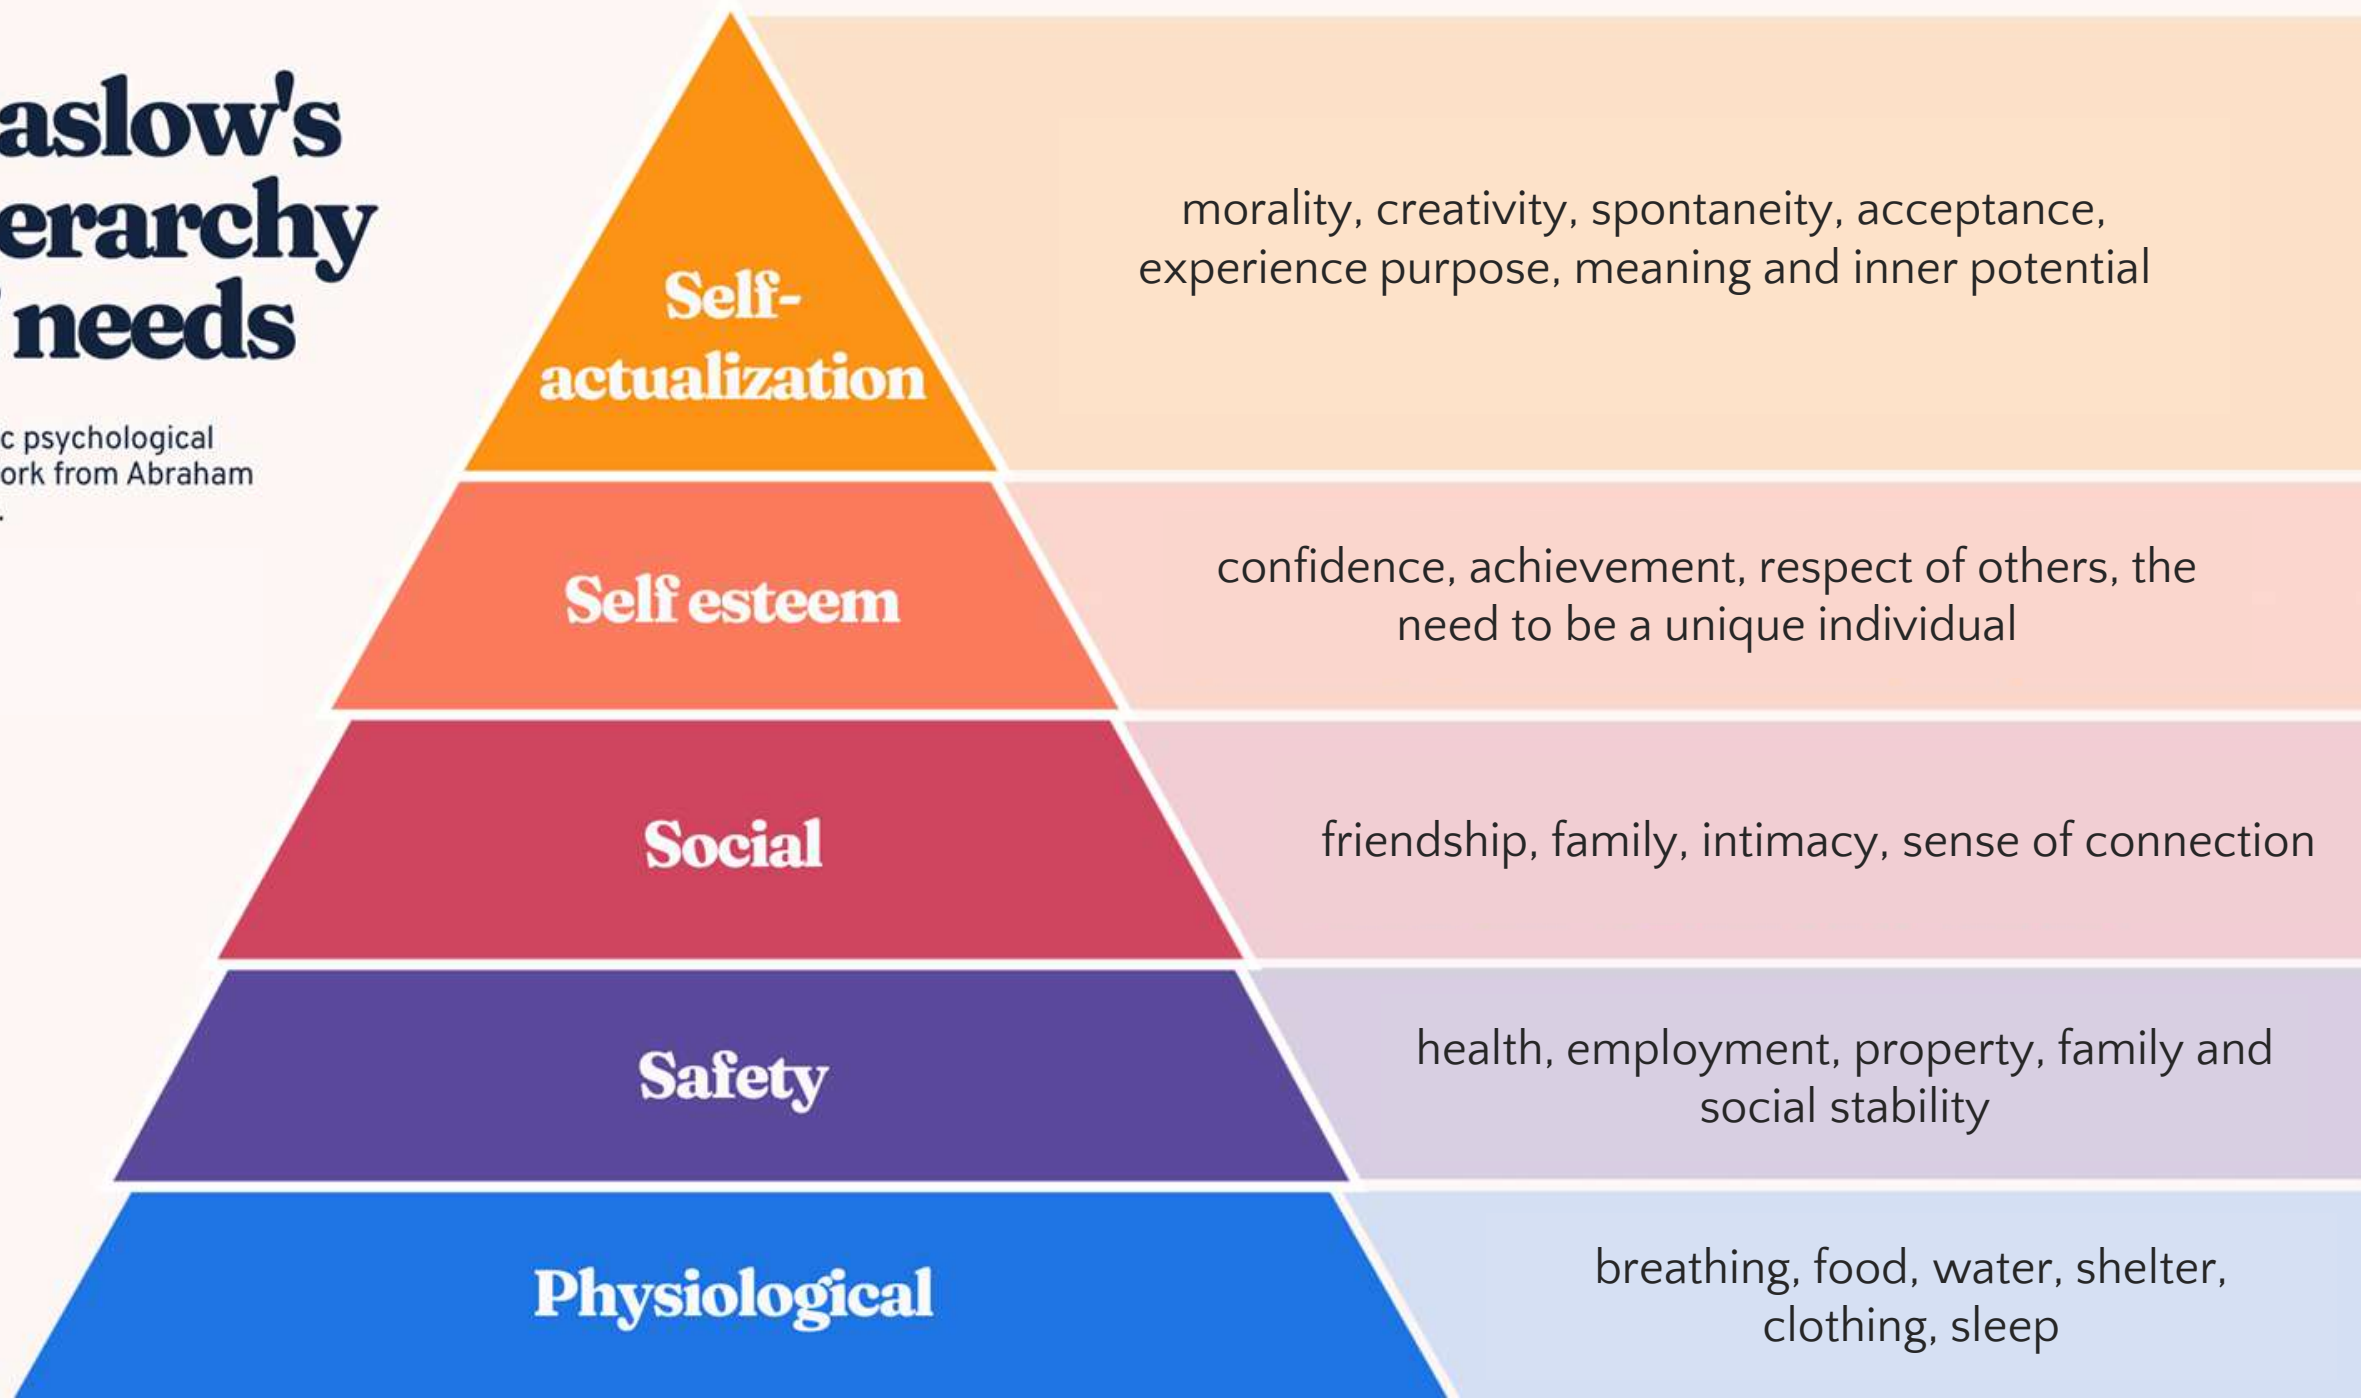 aslow's
erarchy
needs
c psychological
ork from Abraham
.
Self-
actualization
morality, creativity, spontaneity, acceptance,
experience purpose, meaning and inner potential
Self esteem
confidence, achievement, respect of others, the
need to be a unique individual
Social
friendship, family, intimacy, sense of connection
Safety
health, employment, property, family and
social stability
Physiological
breathing, food, water, shelter,
clothing, sleep